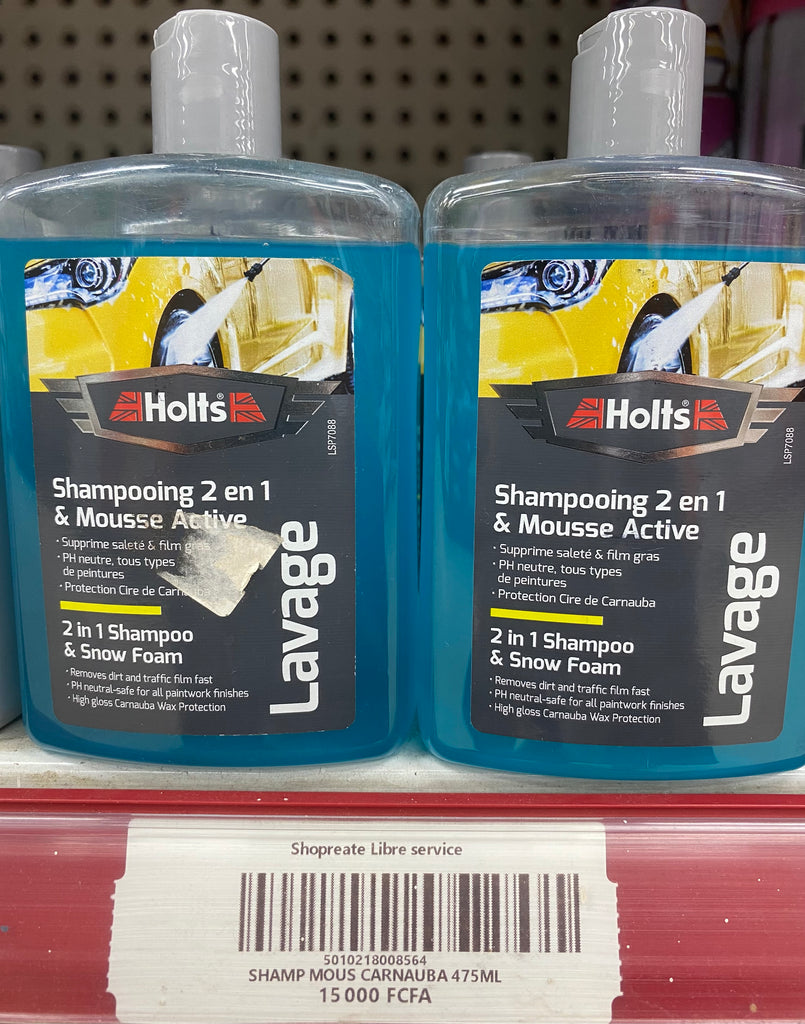 Holts®
LSP7088
Shampooing 2 en 1
& Mousse Active
· Supprime saleté & film gras
· PH neutre, tous types
de peintures
· Protection Cire de Carnauba
2 in 1 Shampoo
& Snow Foam
· Removes dirt and traffic film fast
· PH neutral-safe for all paintwork finishes
· High gloss Carnauba Wax Protection
Lavage
Holts®
LSP7088
Shampooing 2 en 1
& Mousse Active
· Supprime saleté & film gras
· PH neutre, tous types
de peintures
· Protection Cire de Carnauba
2 in 1 Shampoo
& Snow Foam
· Removes dirt and traffic film fast
· PH neutral-safe for all paintwork finishes
· High gloss Carnauba Wax Protection
Lavage
Shopreate Libre service
5010218008564
SHAMP MOUS CARNAUBA 475ML
15 000 FCFA